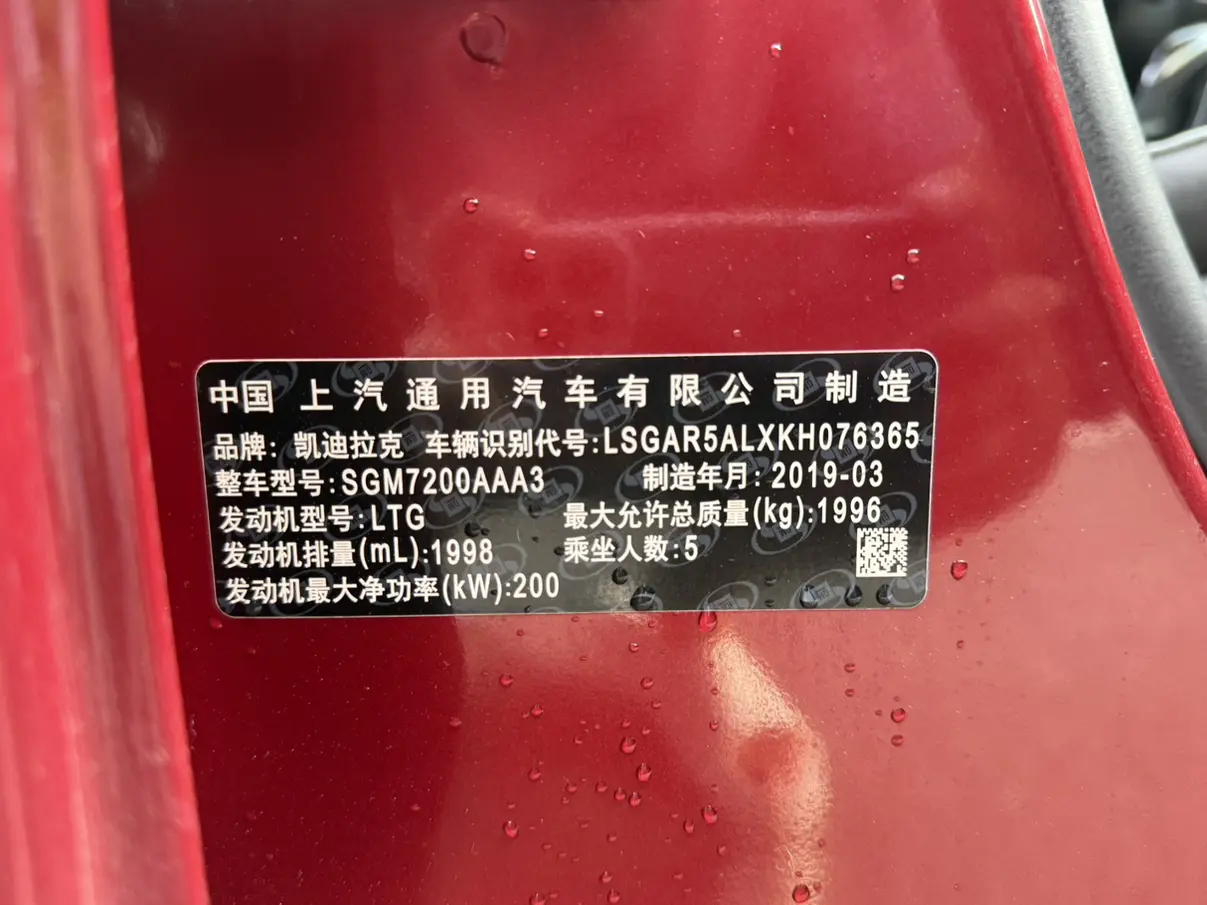 中国 上汽通用汽车有限公司制造
品牌: 凯迪拉克 车辆识别代号:LSGAR5ALXKH076365
整车型号:SGM7200AAA3 制造年月: 2019-03
发动机型号:LTG 最大允许总质量(kg):1996
发动机排量(mL):1998 乘坐人数:5
发动机最大净功率(kW):200